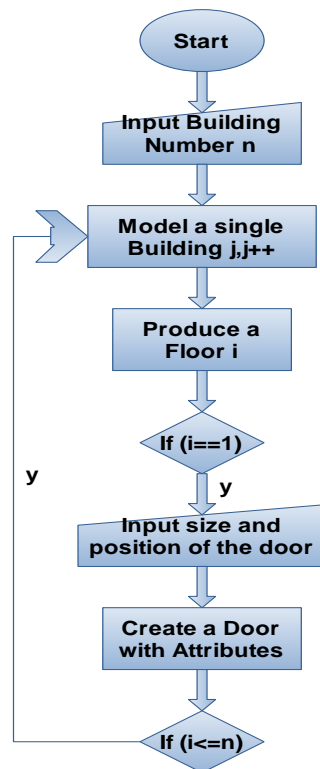 Start
Input Building
Number n
Model a single
Building j,j++
Produce a
Floor i
If (i==1)
y
y
Input size and
position of the door
Create a Door
with Attributes
If (i<=n)